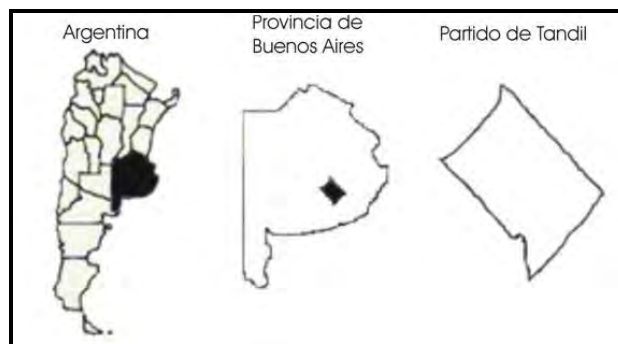 Argentina
Provincia de
Buenos Aires
Partido de Tandil